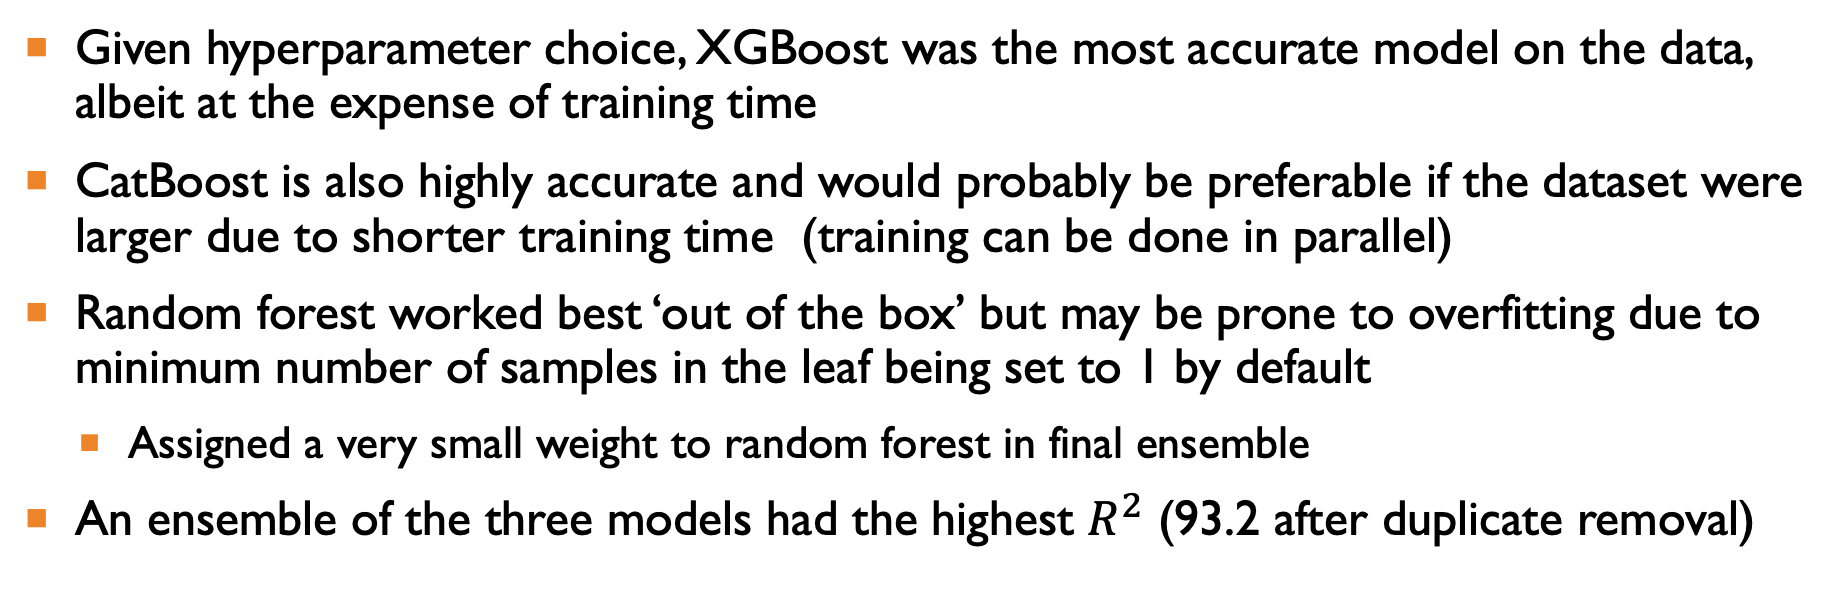 Given hyperparameter choice, XGBoost was the most accurate model on the data,
albeit at the expense of training time
CatBoost is also highly accurate and would probably be preferable if the dataset were
larger due to shorter training time  (training can be done in parallel)
Random forest worked best ‘out of the box’ but may be prone to overfitting due to
minimum number of samples in the leaf being set to 1 by default
Assigned a very small weight to random forest in final ensemble
An ensemble of the three models had the highest R² (93.2 after duplicate removal)